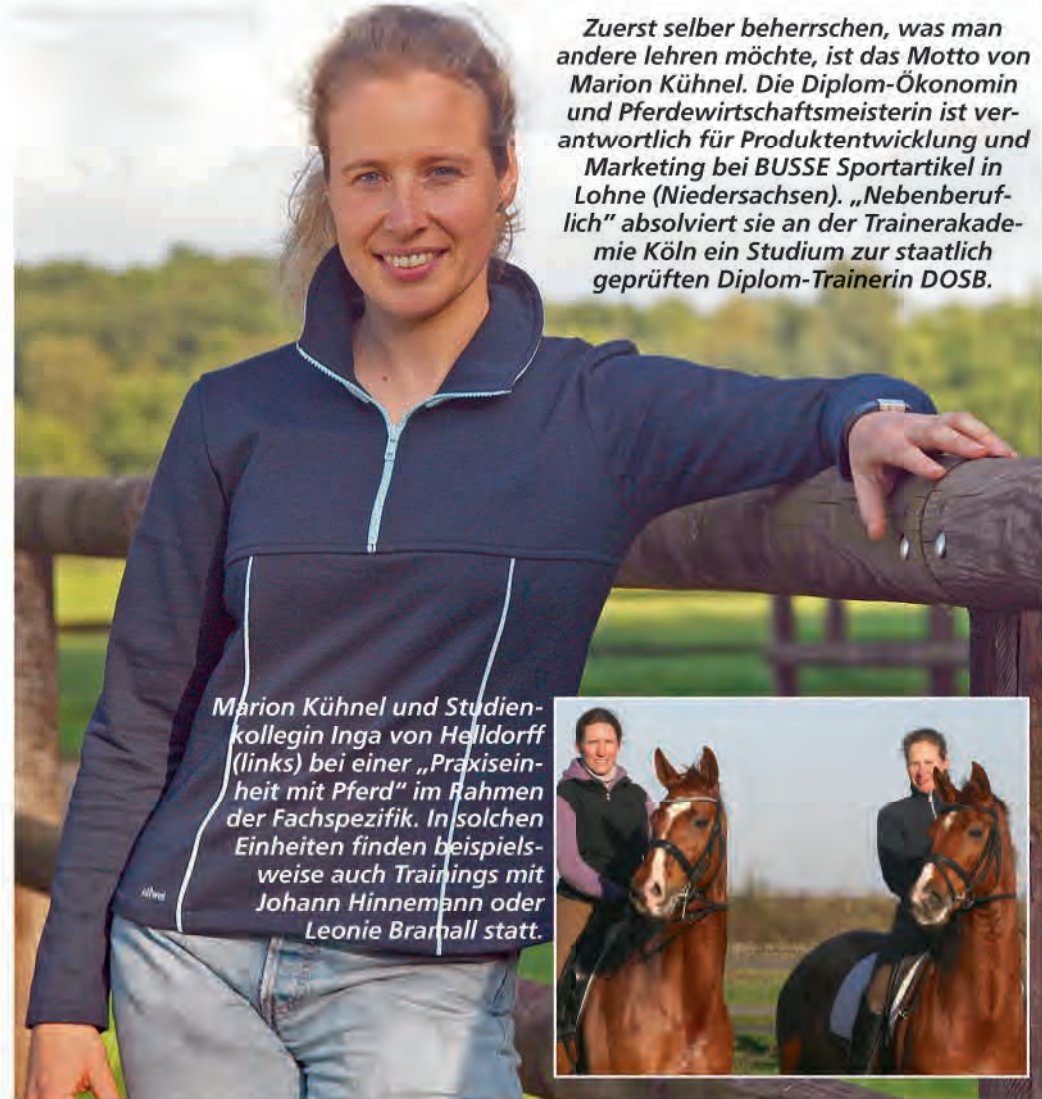 Zuerst selber beherrschen, was man
andere lehren möchte, ist das Motto von
Marion Kühnel. Die Diplom-Ökonomin
und Pferdewirtschaftsmeisterin ist ver-
antwortlich für Produktentwicklung und
Marketing bei BUSSE Sportartikel in
Lohne (Niedersachsen). „Nebenberuf-
lich” absolviert sie an der Trainerakade-
mie Köln ein Studium zur staatlich
geprüften Diplom-Trainerin DOSB.
Marion Kühnel und Studien-
kollegin Inga von Helldorff
(links) bei einer „Praxisein-
heit mit Pferd” im Rahmen
der Fachspezifik. In solchen
Einheiten finden beispiels-
weise auch Trainings mit
Johann Hinnemann oder
Leonie Bramall statt.